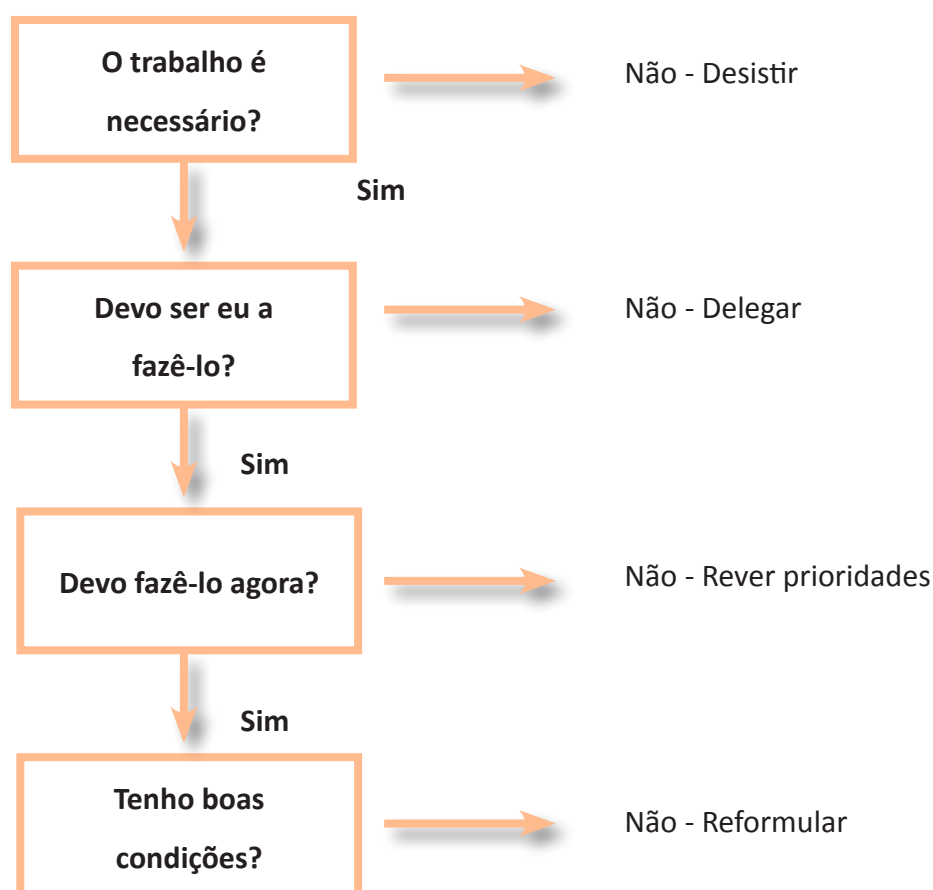 O trabalho é
necessário?
Não - Desistir
Sim
Devo ser eu a
fazê-lo?
Não - Delegar
Sim
Devo fazê-lo agora?
Não - Rever prioridades
Sim
Tenho boas
condições?
Não - Reformular